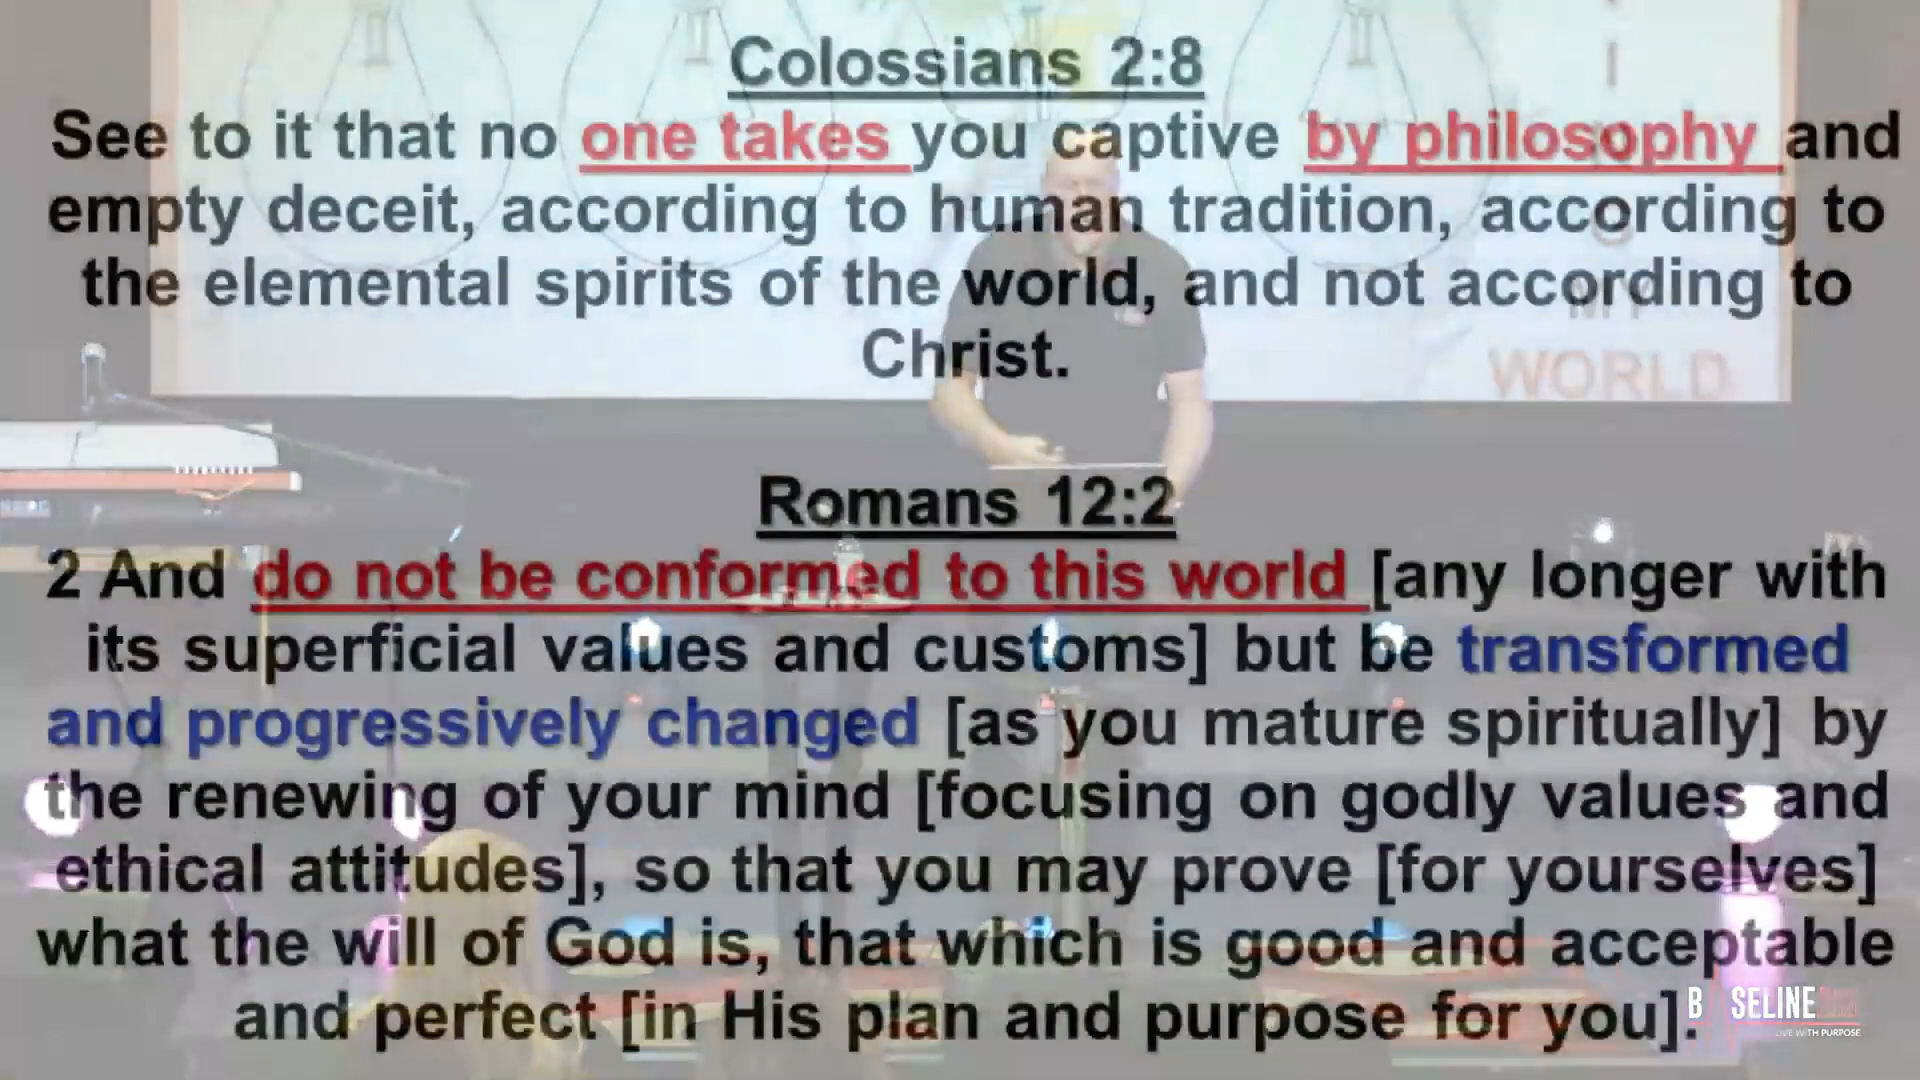 Colossians 2:8
See to it that no one takes you captive by philosophy and
empty deceit, according to human tradition, according to
the elemental spirits of the world, and not according to
Christ.
MY
WORLD
Romans 12:2
2 And do not be conformed to this world [any longer with
its superficial values and customs] but be transformed
and progressively changed [as you mature spiritually] by
the renewing of your mind [focusing on godly values and
ethical attitudes], so that you may prove [for yourselves]
what the will of God is, that which is good and acceptable
and perfect [in His plan and purpose for you].
B SELINE
LIVE WITH PURPOSE